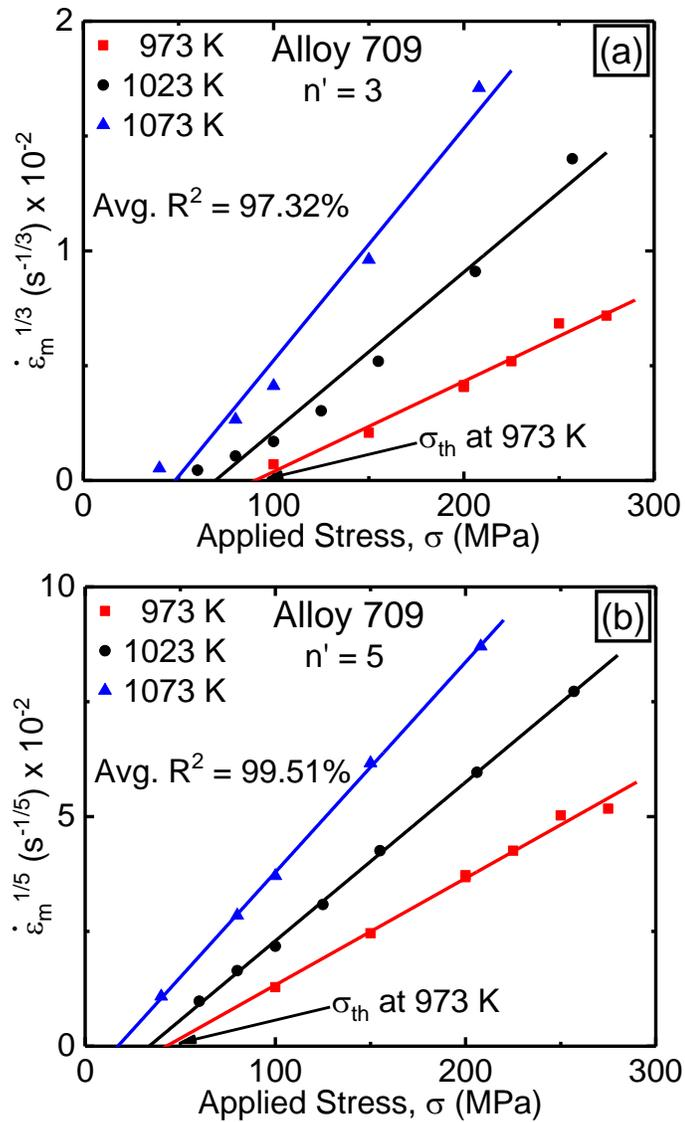 2
1
0
ε̇m 1/3 (s-1/3) x 10-2
973 K
1023 K
1073 K
Alloy 709
n' = 3
(a)
Avg. R2 = 97.32%
σth at 973 K
0 100 200 300
Applied Stress, σ (MPa)
10
5
0
ε̇m 1/5 (s-1/5) x 10-2
973 K
1023 K
1073 K
Alloy 709
n' = 5
(b)
Avg. R2 = 99.51%
σth at 973 K
0 100 200 300
Applied Stress, σ (MPa)